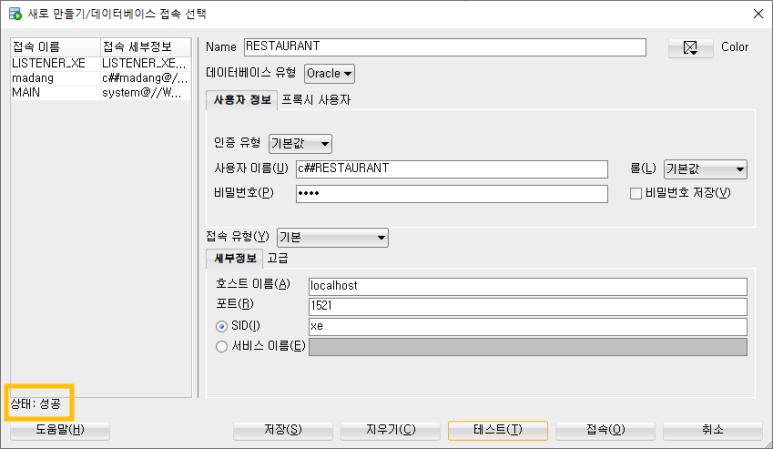 새로 만들기/데이터베이스 접속 선택
접속 이름 접속 세부정보
LISTENER_XE LISTENER_XE...
madang c##madang@/...
MAIN system@//₩...
Name RESTAURANT Color
데이터베이스 유형 Oracle
사용자 정보 프록시 사용자
인증 유형 기본값
사용자 이름(U) c##RESTAURANT 롤(L) 기본값
비밀번호(P) •••• 비밀번호 저장(V)
접속 유형(Y) 기본
세부정보 고급
호스트 이름(A) localhost
포트(R) 1521
SID(I) xe
서비스 이름(E)
상태: 성공
도움말(H) 저장(S) 지우기(C) 테스트(T) 접속(O) 취소